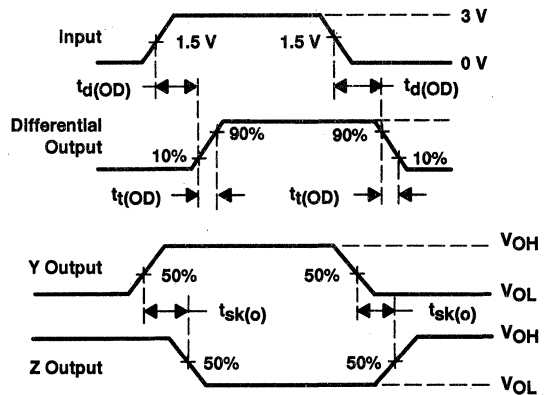 3 V
Input
1.5 V
1.5 V
0 V
td(OD)
td(OD)
Differential
Output
90%
90%
10%
10%
tt(OD)
tt(OD)
VOH
Y Output
50%
50%
VOL
tsk(o)
tsk(o)
VOH
Z Output
50%
50%
VOL